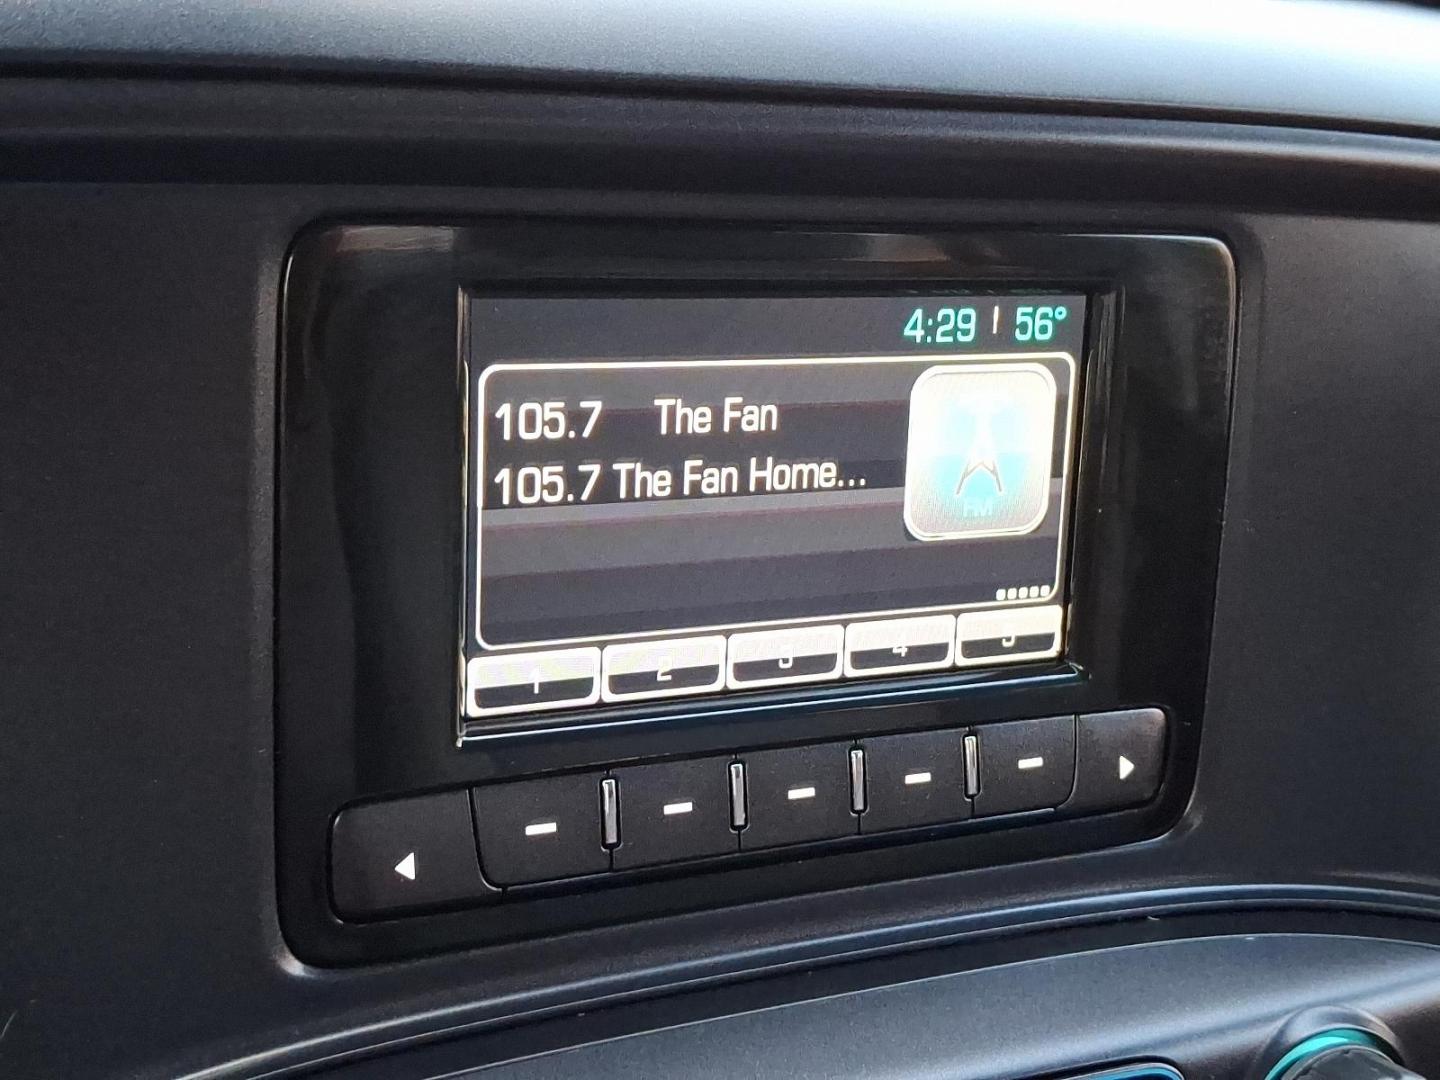 4:29 | 56°
105.7 The Fan
105.7 The Fan Home...
FM
1 2 3 4 5